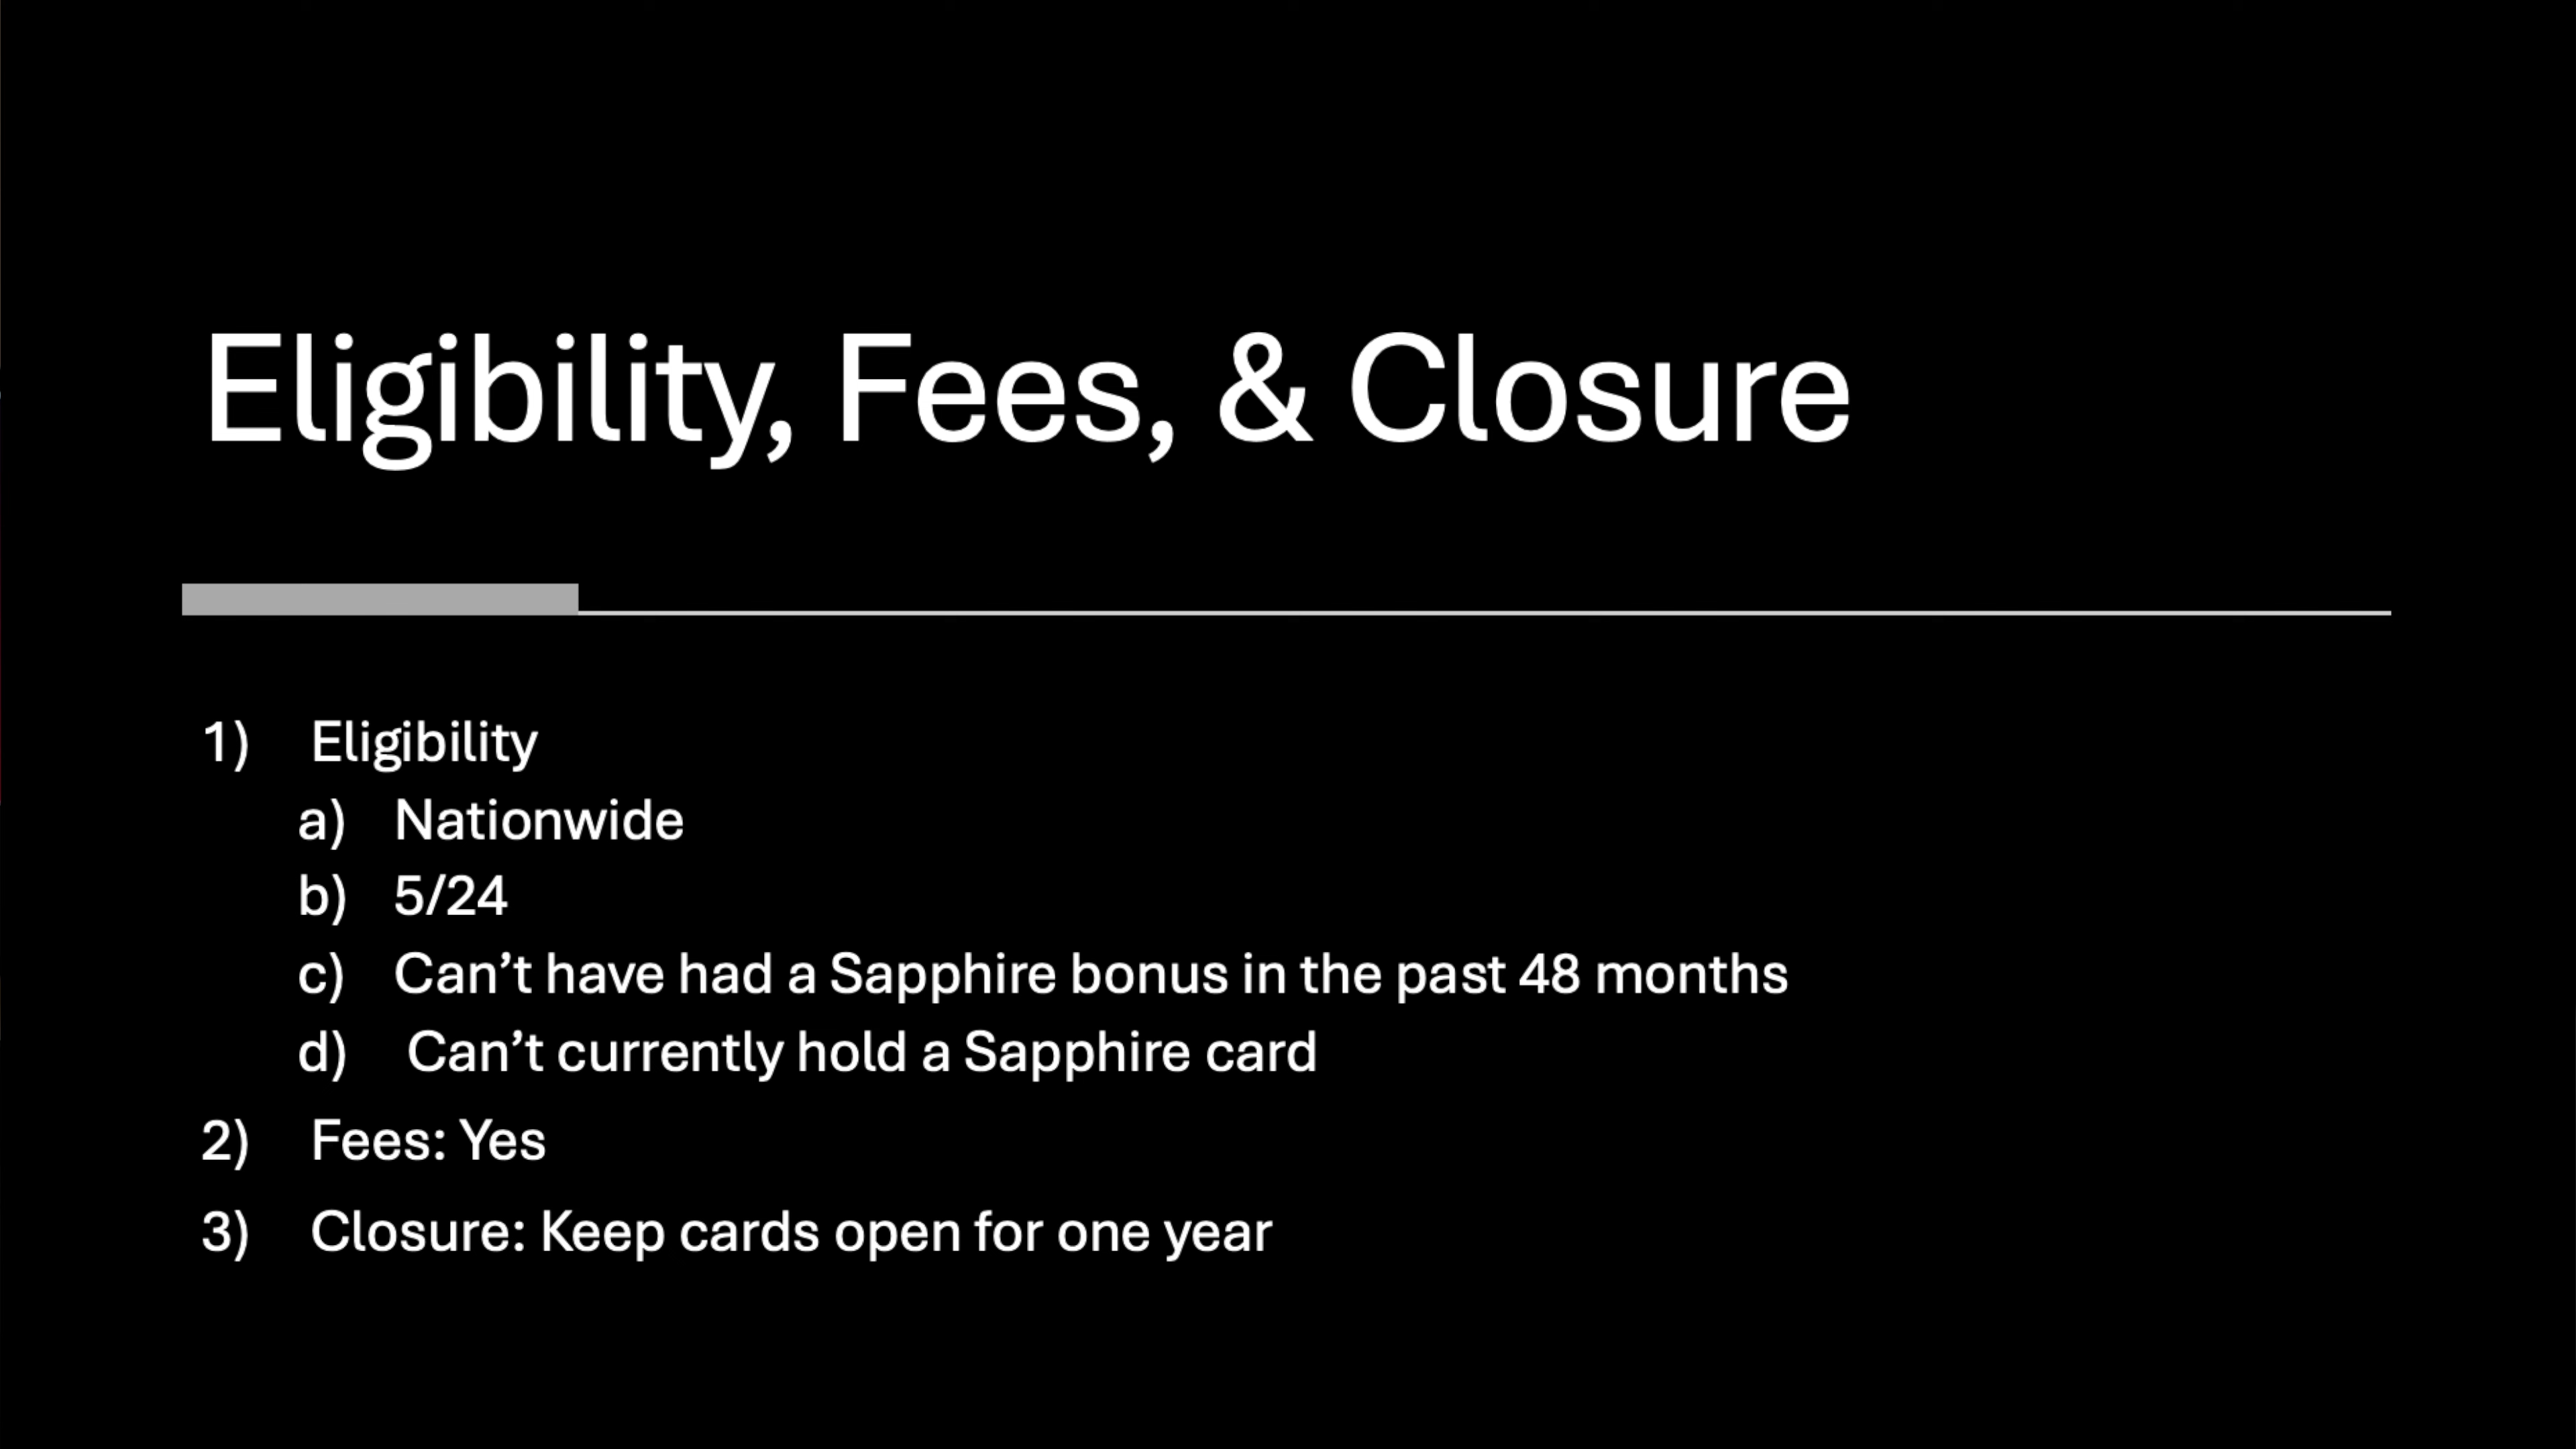 Eligibility, Fees, & Closure
1) Eligibility
a) Nationwide
b) 5/24
c) Can’t have had a Sapphire bonus in the past 48 months
d) Can’t currently hold a Sapphire card
2) Fees: Yes
3) Closure: Keep cards open for one year